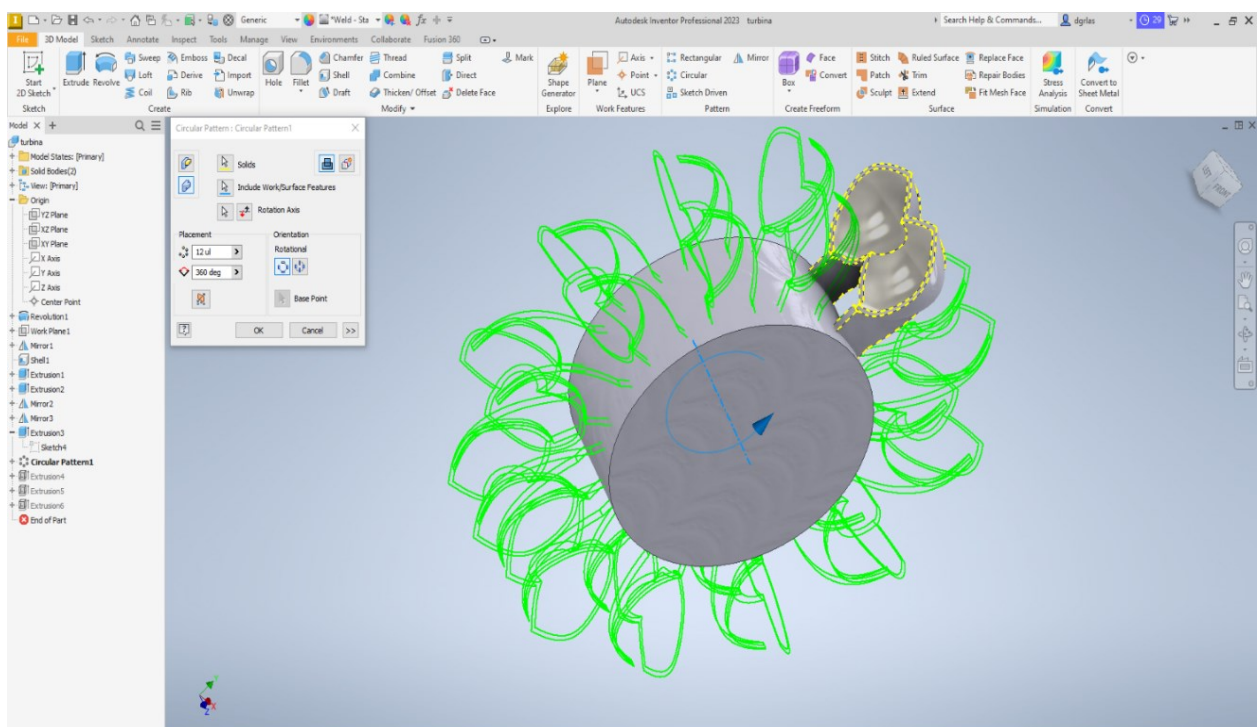 Generic
*Weld - Sta
Autodesk Inventor Professional 2023 turbina
Search Help & Commands...
dgrlas
29
File 3D Model Sketch Annotate Inspect Tools Manage View Environments Collaborate Fusion 360
Start
2D Sketch
Extrude Revolve
Sweep Emboss Decal
Loft Derive Import
Coil Rib Unwrap
Hole Fillet
Chamfer Thread Split
Shell Combine Direct
Draft Thicken/ Offset Delete Face
Mark
Shape
Generator
Plane
Axis
Point
UCS
Rectangular Mirror
Circular
Sketch Driven
Box
Face
Convert
Stitch Ruled Surface Replace Face
Patch Trim Repair Bodies
Sculpt Extend Fit Mesh Face
Stress
Analysis
Convert to
Sheet Metal
Sketch Create Modify Explore Work Features Pattern Create Freeform Surface Simulation Convert
Model
turbina
Model States: [Primary]
Solid Bodies(2)
View: [Primary]
Origin
YZ Plane
XZ Plane
XY Plane
X Axis
Y Axis
Z Axis
Center Point
Revolution1
Work Plane1
Mirror1
Shell1
Extrusion1
Extrusion2
Mirror2
Mirror3
Extrusion3
Sketch4
Circular Pattern1
Extrusion4
Extrusion5
Extrusion6
End of Part
Circular Pattern : Circular Pattern1
Solids
Include Work/Surface Features
Rotation Axis
Placement Orientation
12 ul
Rotational
360 deg
Base Point
OK Cancel >>
FRONT
Y
X
Z